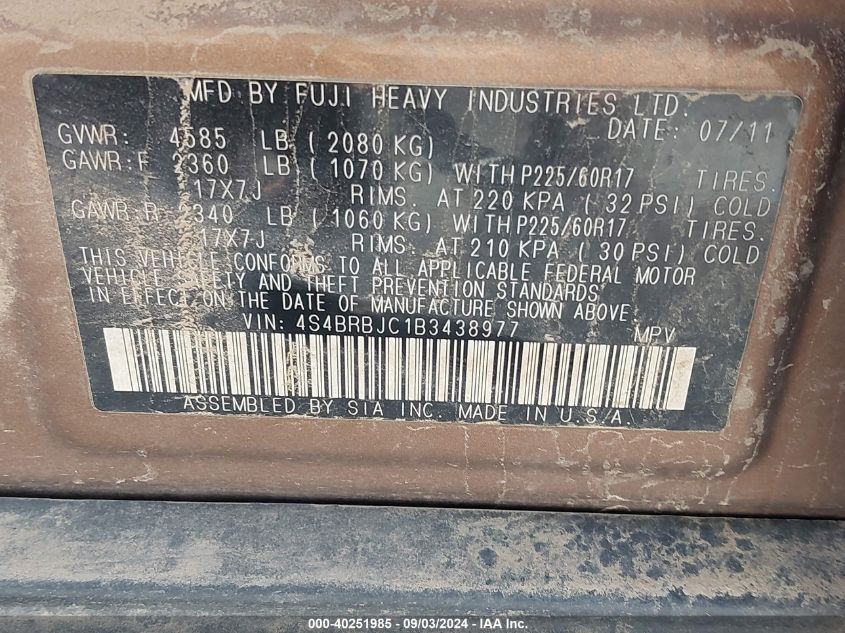 MFD BY FUJI HEAVY INDUSTRIES LTD.
DATE: 07/11
GVWR: 4585 LB ( 2080 KG)
GAWR:F 2360 LB ( 1070 KG) WITH P225/60R17 TIRES.
17X7J RIMS. AT 220 KPA ( 32 PSI) COLD
GAWR:R 2340 LB ( 1060 KG) WITH P225/60R17 TIRES.
17X7J RIMS. AT 210 KPA ( 30 PSI) COLD
THIS VEHICLE CONFORMS TO ALL APPLICABLE FEDERAL MOTOR
VEHICLE SAFETY AND THEFT PREVENTION STANDARDS
IN EFFECT ON THE DATE OF MANUFACTURE SHOWN ABOVE.
VIN: 4S4BRBJC1B3438977 MPV
ASSEMBLED BY SIA INC. MADE IN U.S.A.
000-40251985 - 09/03/2024 - IAAI.com